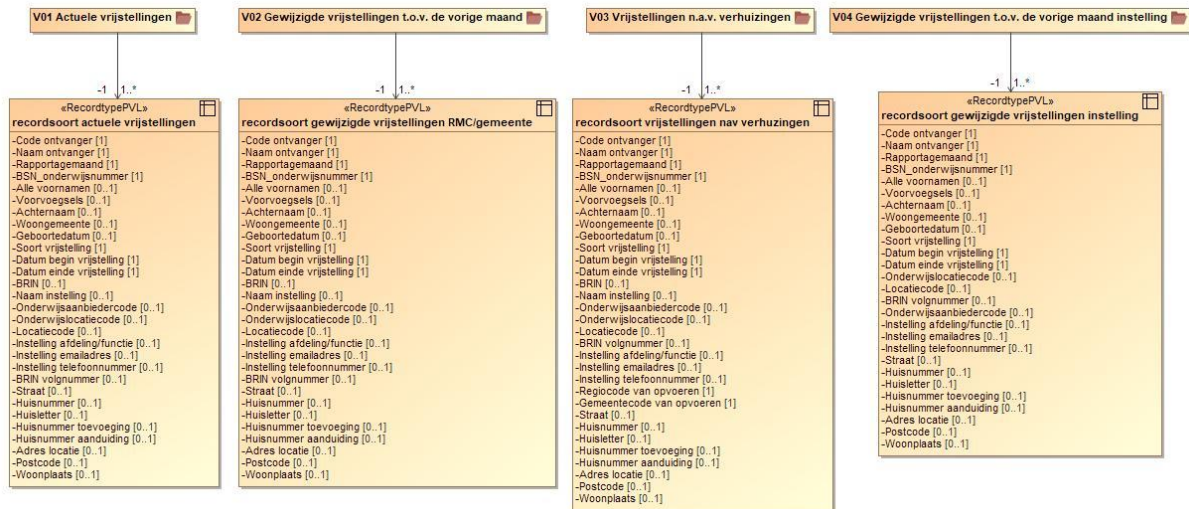 V01 Actuele vrijstellingen
-1 1..*
«RecordtypePVL»
recordsoort actuele vrijstellingen
-Code ontvanger [1]
-Naam ontvanger [1]
-Rapportagemaand [1]
-BSN_onderwijsnummer [1]
-Alle voornamen [0..1]
-Voorvoegsels [0..1]
-Achternaam [0..1]
-Woongemeente [0..1]
-Geboortedatum [0..1]
-Soort vrijstelling [1]
-Datum begin vrijstelling [1]
-Datum einde vrijstelling [1]
-BRIN [0..1]
-Naam instelling [0..1]
-Onderwijsaanbiedercode [0..1]
-Onderwijslocatiecode [0..1]
-Locatiecode [0..1]
-Instelling afdeling/functie [0..1]
-Instelling emailadres [0..1]
-Instelling telefoonnummer [0..1]
-BRIN volgnummer [0..1]
-Straat [0..1]
-Huisnummer [0..1]
-Huisletter [0..1]
-Huisnummer toevoeging [0..1]
-Huisnummer aanduiding [0..1]
-Adres locatie [0..1]
-Postcode [0..1]
-Woonplaats [0..1]
V02 Gewijzigde vrijstellingen t.o.v. de vorige maand
-1 1..*
«RecordtypePVL»
recordsoort gewijzigde vrijstellingen RMC/gemeente
-Code ontvanger [1]
-Naam ontvanger [1]
-Rapportagemaand [1]
-BSN_onderwijsnummer [1]
-Alle voornamen [0..1]
-Voorvoegsels [0..1]
-Achternaam [0..1]
-Woongemeente [0..1]
-Geboortedatum [0..1]
-Soort vrijstelling [1]
-Datum begin vrijstelling [1]
-Datum einde vrijstelling [1]
-BRIN [0..1]
-Naam instelling [0..1]
-Onderwijsaanbiedercode [0..1]
-Onderwijslocatiecode [0..1]
-Locatiecode [0..1]
-Instelling afdeling/functie [0..1]
-Instelling emailadres [0..1]
-Instelling telefoonnummer [0..1]
-BRIN volgnummer [0..1]
-Straat [0..1]
-Huisnummer [0..1]
-Huisletter [0..1]
-Huisnummer toevoeging [0..1]
-Huisnummer aanduiding [0..1]
-Adres locatie [0..1]
-Postcode [0..1]
-Woonplaats [0..1]
V03 Vrijstellingen n.a.v. verhuizingen
-1 1..*
«RecordtypePVL»
recordsoort vrijstellingen nav verhuzingen
-Code ontvanger [1]
-Naam ontvanger [1]
-Rapportagemaand [1]
-BSN_onderwijsnummer [1]
-Alle voornamen [0..1]
-Voorvoegsels [0..1]
-Achternaam [0..1]
-Woongemeente [0..1]
-Geboortedatum [0..1]
-Soort vrijstelling [1]
-Datum begin vrijstelling [1]
-Datum einde vrijstelling [1]
-BRIN [0..1]
-Naam instelling [0..1]
-Onderwijsaanbiedercode [0..1]
-Onderwijslocatiecode [0..1]
-Locatiecode [0..1]
-BRIN volgnummer [0..1]
-Instelling afdeling/functie [0..1]
-Instelling emailadres [0..1]
-Instelling telefoonnummer [0..1]
-Regiocode van opvoeren [1]
-Gemeentecode van opvoeren [1]
-Straat [0..1]
-Huisnummer [0..1]
-Huisletter [0..1]
-Huisnummer toevoeging [0..1]
-Huisnummer aanduiding [0..1]
-Adres locatie [0..1]
-Postcode [0..1]
-Woonplaats [0..1]
V04 Gewijzigde vrijstellingen t.o.v. de vorige maand instelling
-1 1..*
«RecordtypePVL»
recordsoort gewijzigde vrijstellingen instelling
-Code ontvanger [1]
-Naam ontvanger [1]
-Rapportagemaand [1]
-BSN_onderwijsnummer [1]
-Alle voornamen [0..1]
-Voorvoegsels [0..1]
-Achternaam [0..1]
-Woongemeente [0..1]
-Geboortedatum [0..1]
-Soort vrijstelling [1]
-Datum begin vrijstelling [1]
-Datum einde vrijstelling [1]
-Onderwijslocatiecode [0..1]
-Locatiecode [0..1]
-BRIN volgnummer [0..1]
-Onderwijsaanbiedercode [0..1]
-Instelling afdeling/functie [0..1]
-Instelling emailadres [0..1]
-Instelling telefoonnummer [0..1]
-Straat [0..1]
-Huisnummer [0..1]
-Huisletter [0..1]
-Huisnummer toevoeging [0..1]
-Huisnummer aanduiding [0..1]
-Adres locatie [0..1]
-Postcode [0..1]
-Woonplaats [0..1]